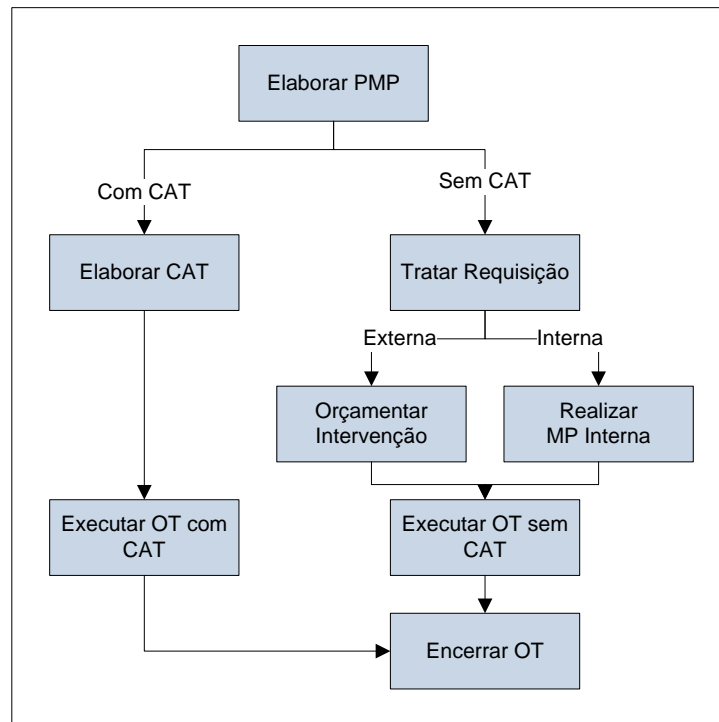 Elaborar PMP
Com CAT
Sem CAT
Elaborar CAT
Tratar Requisição
Externa
Interna
Orçamentar
Intervenção
Realizar
MP Interna
Executar OT com
CAT
Executar OT sem
CAT
Encerrar OT